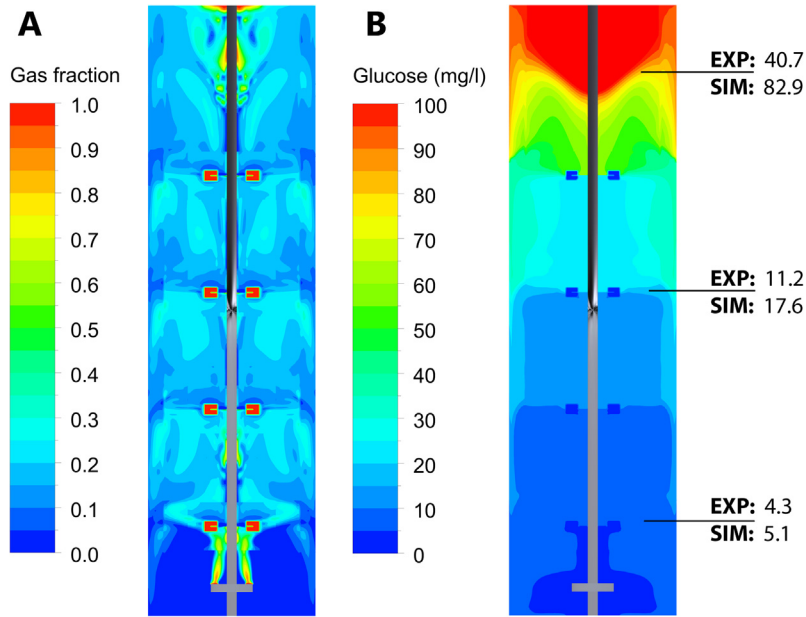 A
Gas fraction
1.0
0.9
0.8
0.7
0.6
0.5
0.4
0.3
0.2
0.1
0.0
B
Glucose (mg/l)
100
90
80
70
60
50
40
30
20
10
0
EXP: 40.7
SIM: 82.9
EXP: 11.2
SIM: 17.6
EXP: 4.3
SIM: 5.1